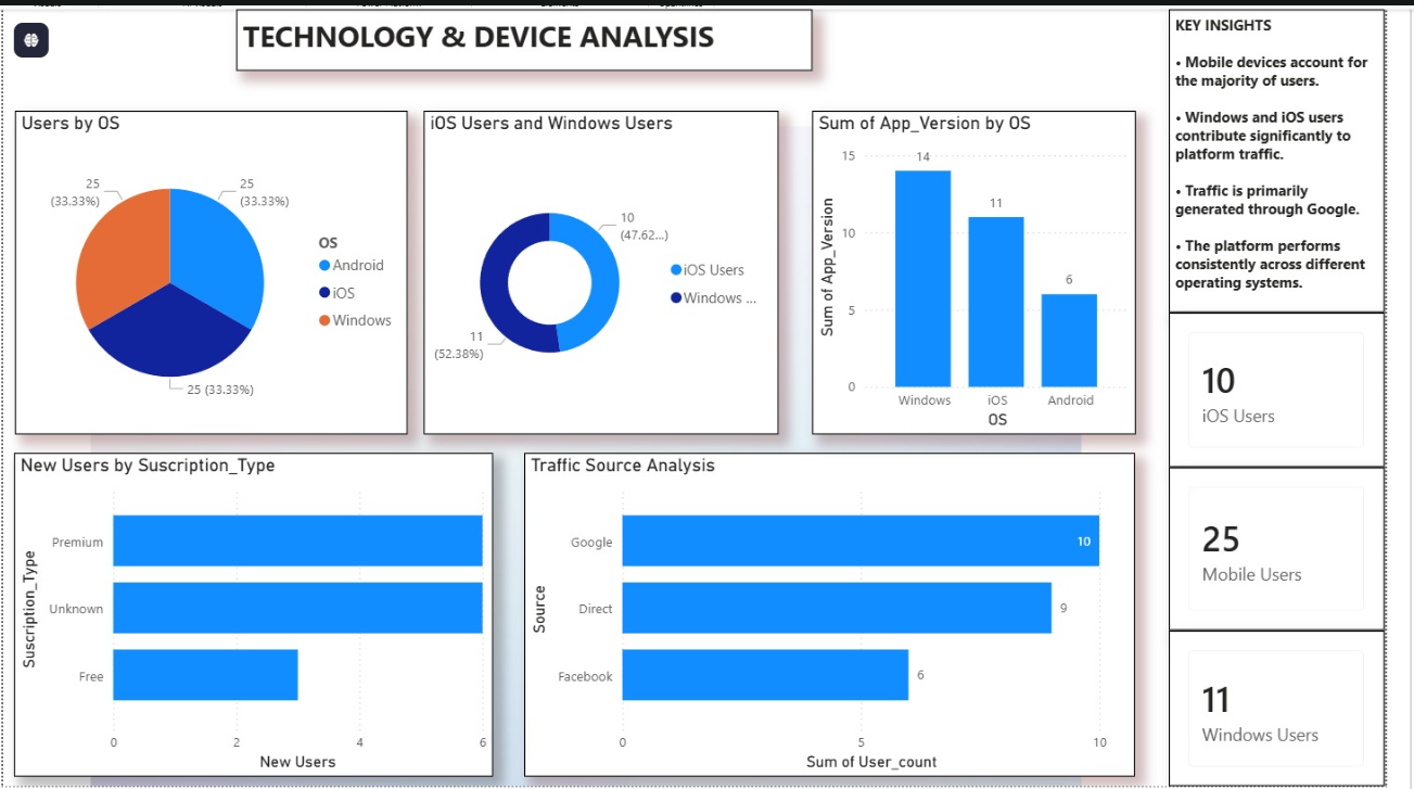 TECHNOLOGY & DEVICE ANALYSIS
Users by OS
25
(33.33%)
25
(33.33%)
25 (33.33%)
OS
Android
iOS
Windows
iOS Users and Windows Users
10
(47.62...)
11
(52.38%)
iOS Users
Windows ...
Sum of App_Version by OS
Sum of App_Version
15
10
5
0
14
11
6
Windows
iOS
Android
OS
New Users by Suscription_Type
Suscription_Type
Premium
Unknown
Free
0
2
4
6
New Users
Traffic Source Analysis
Source
Google
10
Direct
9
Facebook
6
0
5
10
Sum of User_count
KEY INSIGHTS
• Mobile devices account for
the majority of users.
• Windows and iOS users
contribute significantly to
platform traffic.
• Traffic is primarily
generated through Google.
• The platform performs
consistently across different
operating systems.
10
iOS Users
25
Mobile Users
11
Windows Users